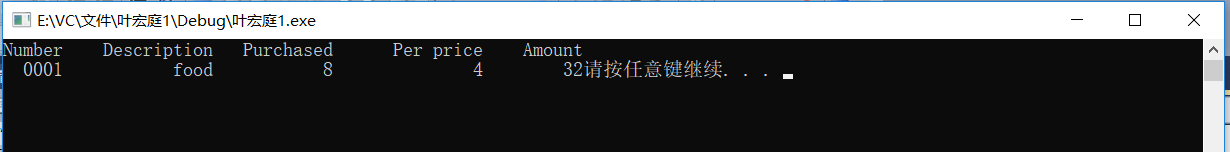 E:\VC\文件\叶宏庭1\Debug\叶宏庭1.exe
Number Description Purchased Per price Amount
0001 food 8 4 32请按任意键继续. . .